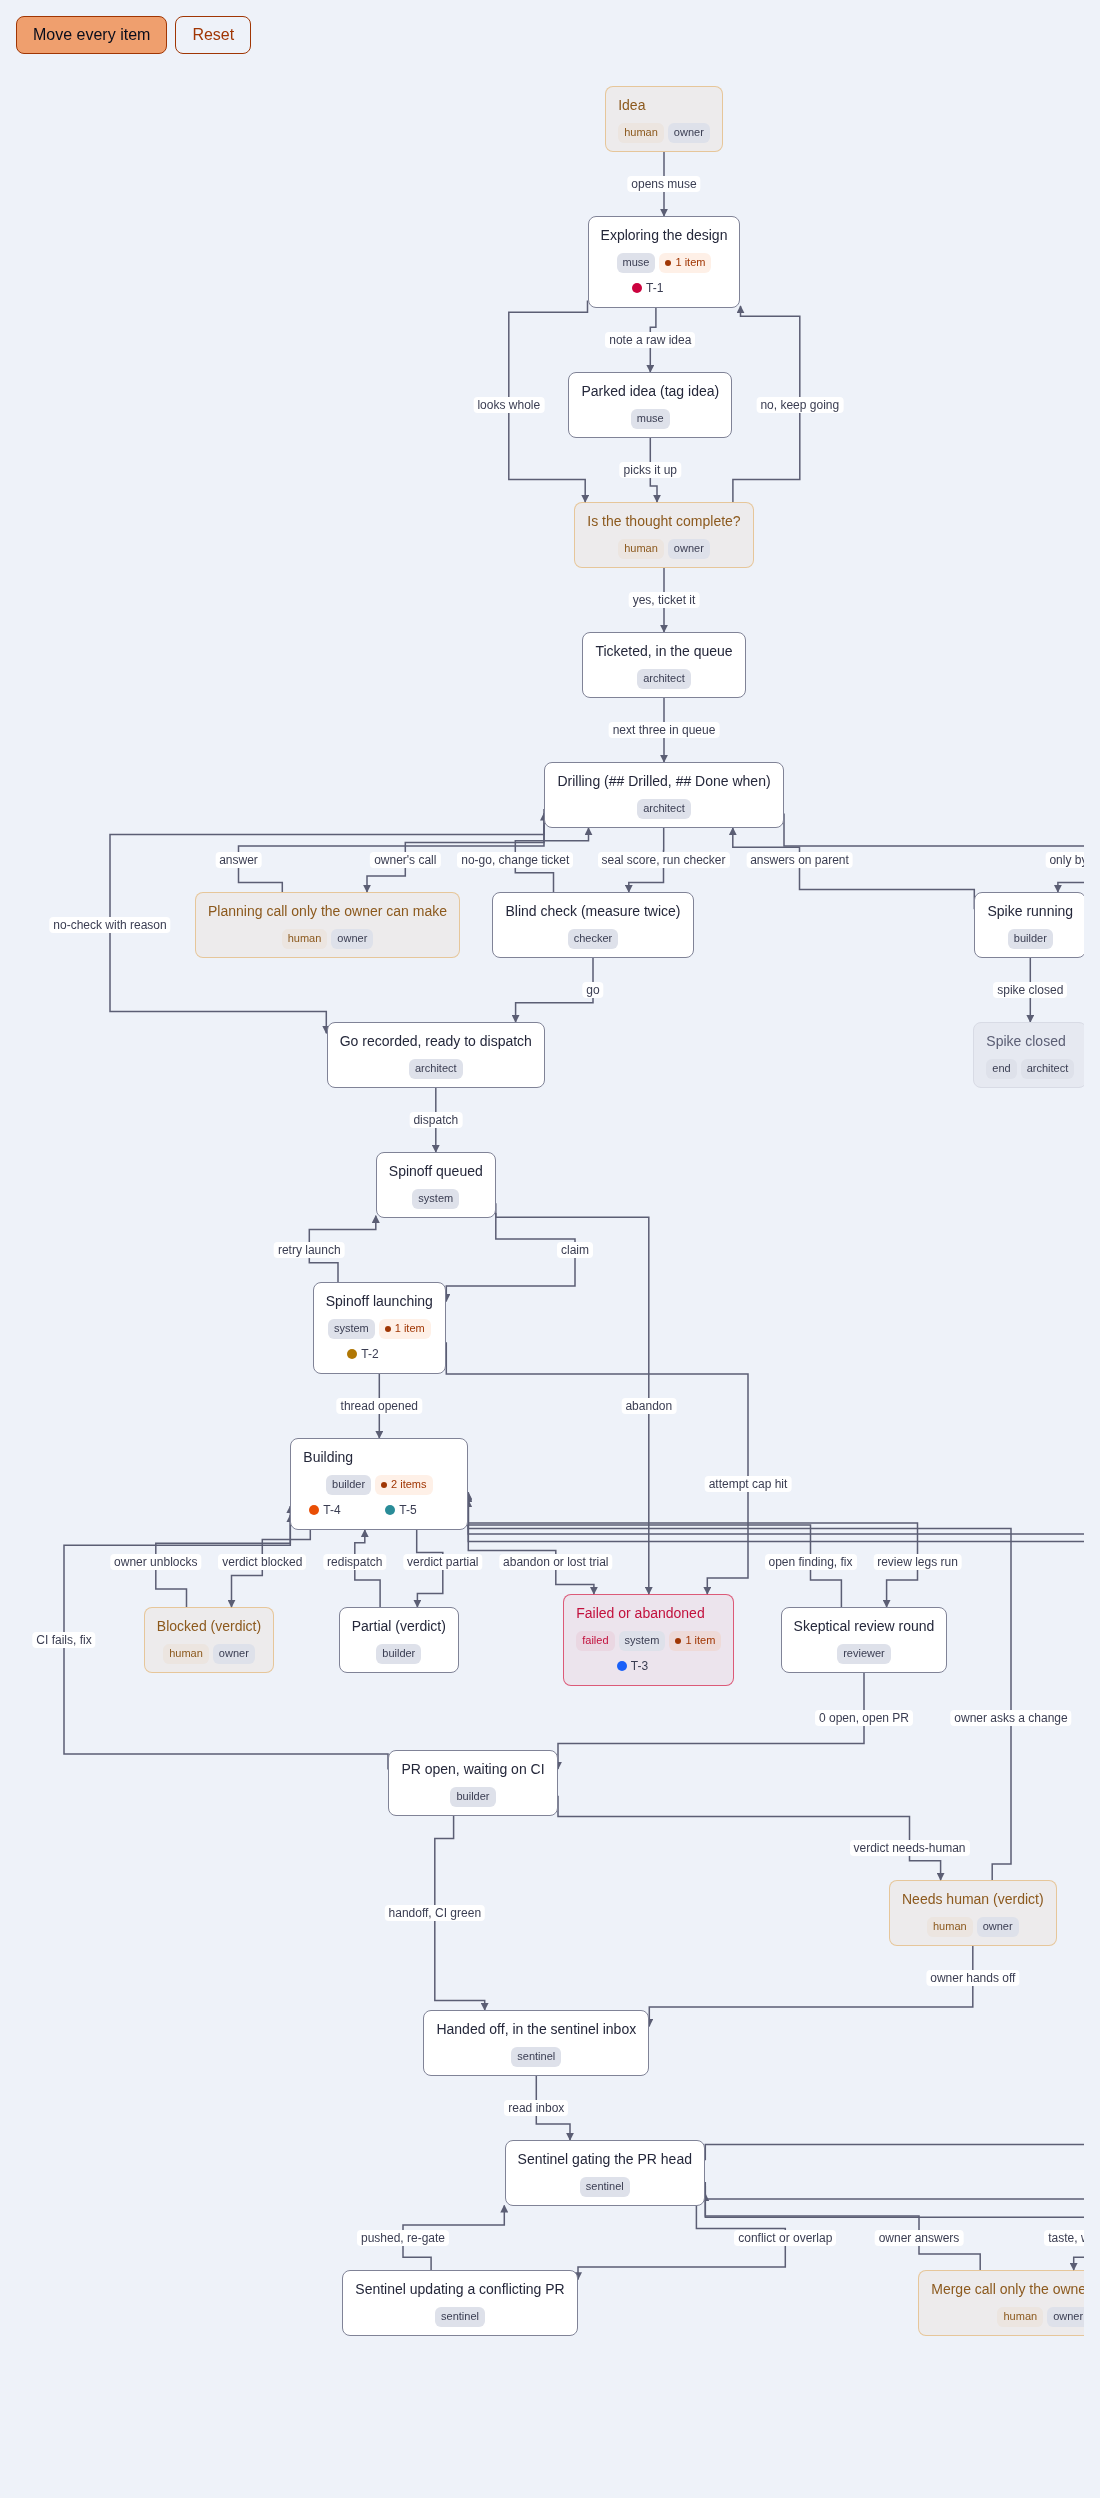 Move every item
Reset
Idea
human owner
opens muse
Exploring the design
muse 1 item
T-1
note a raw idea
Parked idea (tag idea)
muse
looks whole
no, keep going
picks it up
Is the thought complete?
human owner
yes, ticket it
Ticketed, in the queue
architect
next three in queue
Drilling (## Drilled, ## Done when)
architect
answer
owner's call
no-go, change ticket
seal score, run checker
answers on parent
only by
Planning call only the owner can make
human owner
Blind check (measure twice)
checker
Spike running
builder
no-check with reason
go
spike closed
Go recorded, ready to dispatch
architect
Spike closed
end architect
dispatch
Spinoff queued
system
retry launch
claim
Spinoff launching
system 1 item
T-2
thread opened
abandon
Building
builder 2 items
T-4 T-5
attempt cap hit
owner unblocks
verdict blocked
redispatch
verdict partial
abandon or lost trial
open finding, fix
review legs run
Blocked (verdict)
human owner
Partial (verdict)
builder
Failed or abandoned
failed system 1 item
T-3
Skeptical review round
reviewer
CI fails, fix
0 open, open PR
owner asks a change
PR open, waiting on CI
builder
verdict needs-human
Needs human (verdict)
human owner
handoff, CI green
owner hands off
Handed off, in the sentinel inbox
sentinel
read inbox
Sentinel gating the PR head
sentinel
pushed, re-gate
conflict or overlap
owner answers
taste,
Sentinel updating a conflicting PR
sentinel
Merge call only the owne
human owner